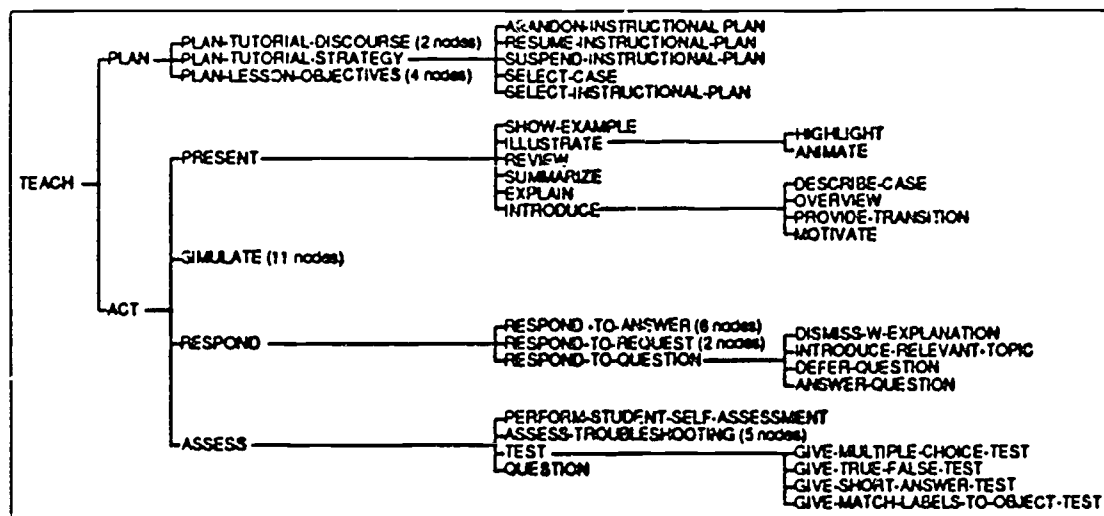 TEACH
PLAN
PLAN-TUTORIAL-DISCOURSE (2 nodes)
PLAN-TUTORIAL-STRATEGY
PLAN-LESSON-OBJECTIVES (4 nodes)
ABANDON-INSTRUCTIONAL PLAN
RESUME-INSTRUCTIONAL-PLAN
SUSPEND-INSTRUCTIONAL-PLAN
SELECT-CASE
SELECT-INSTRUCTIONAL-PLAN
ACT
PRESENT
SHOW-EXAMPLE
ILLUSTRATE
REVIEW
SUMMARIZE
EXPLAIN
INTRODUCE
HIGHLIGHT
ANIMATE
DESCRIBE-CASE
OVERVIEW
PROVIDE-TRANSITION
MOTIVATE
SIMULATE (11 nodes)
RESPOND
RESPOND-TO-ANSWER (6 nodes)
RESPOND-TO-REQUEST (2 nodes)
RESPOND-TO-QUESTION
DISMISS-W-EXPLANATION
INTRODUCE-RELEVANT-TOPIC
DEFER-QUESTION
ANSWER-QUESTION
ASSESS
PERFORM-STUDENT-SELF-ASSESSMENT
ASSESS-TROUBLESHOOTING (5 nodes)
TEST
QUESTION
GIVE-MULTIPLE-CHOICE-TEST
GIVE-TRUE-FALSE-TEST
GIVE-SHORT-ANSWER-TEST
GIVE-MATCH-LABELS-TO-OBJECT-TEST